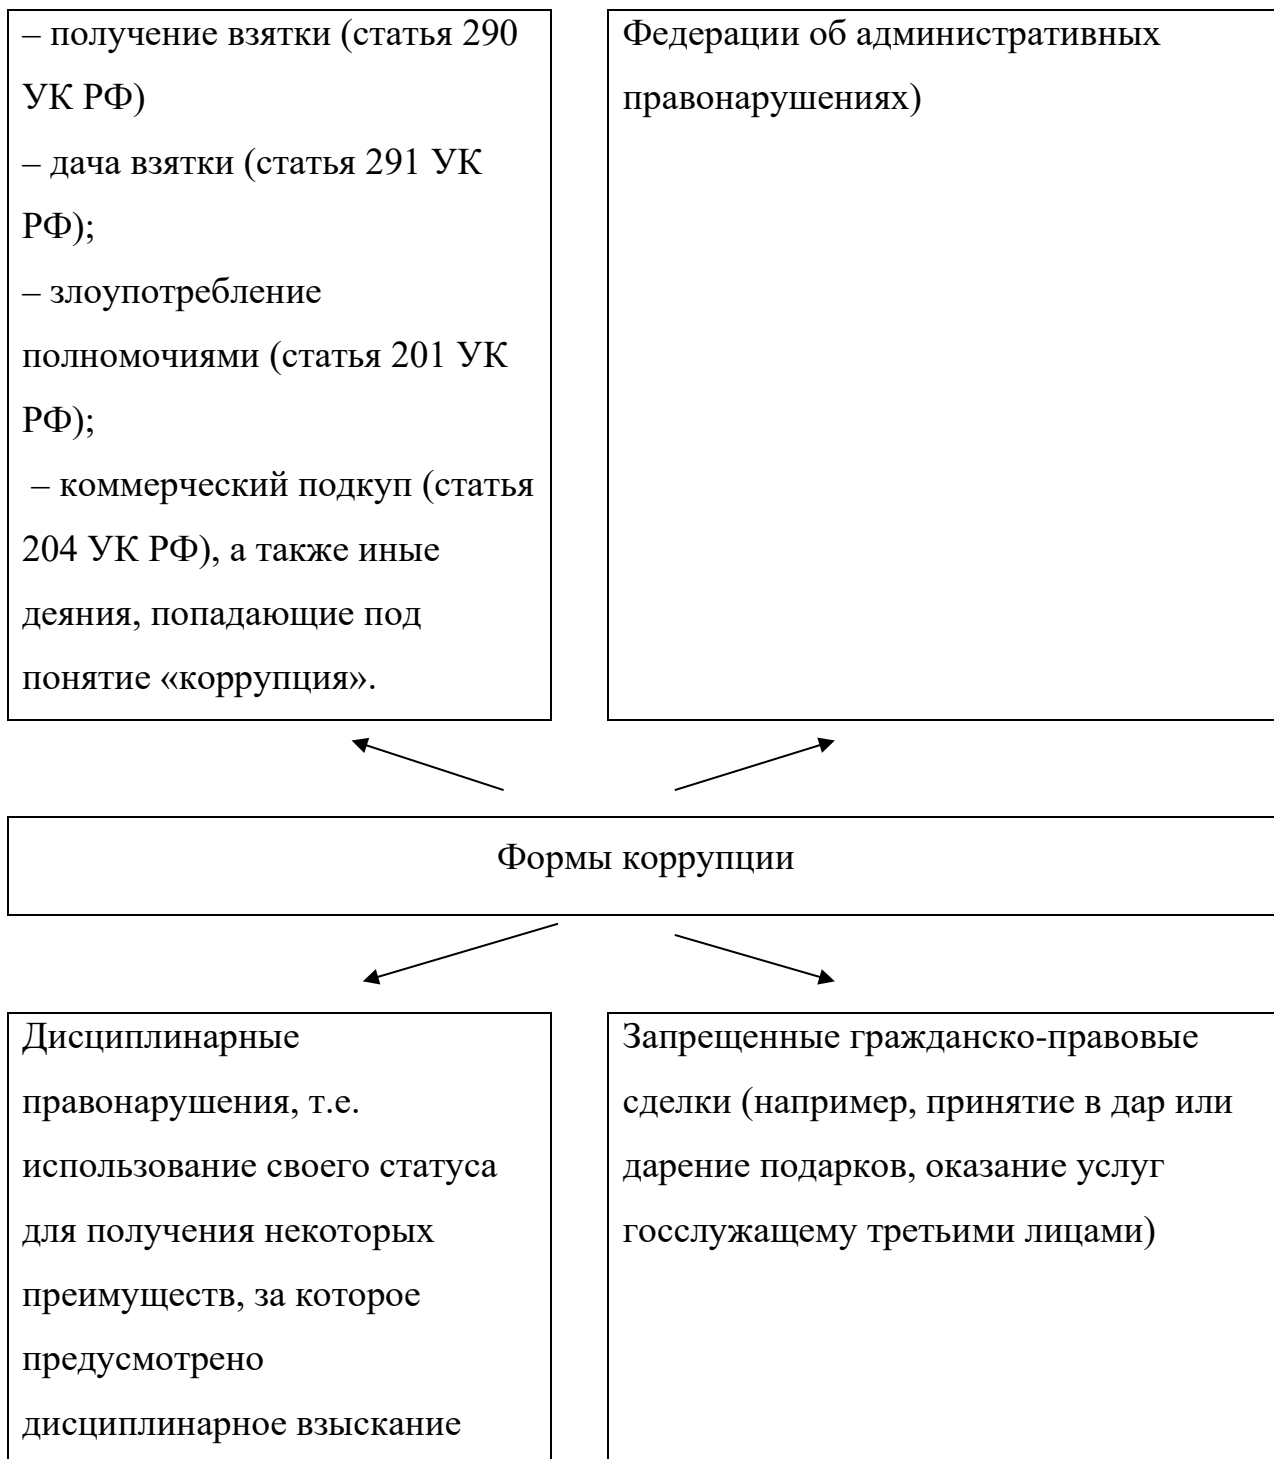 – получение взятки (статья 290
УК РФ)
– дача взятки (статья 291 УК
РФ);
– злоупотребление
полномочиями (статья 201 УК
РФ);
– коммерческий подкуп (статья
204 УК РФ), а также иные
деяния, попадающие под
понятие «коррупция».
Федерации об административных
правонарушениях)
Формы коррупции
Дисциплинарные
правонарушения, т.е.
использование своего статуса
для получения некоторых
преимуществ, за которое
предусмотрено
дисциплинарное взыскание
Запрещенные гражданско-правовые
сделки (например, принятие в дар или
дарение подарков, оказание услуг
госслужащему третьими лицами)